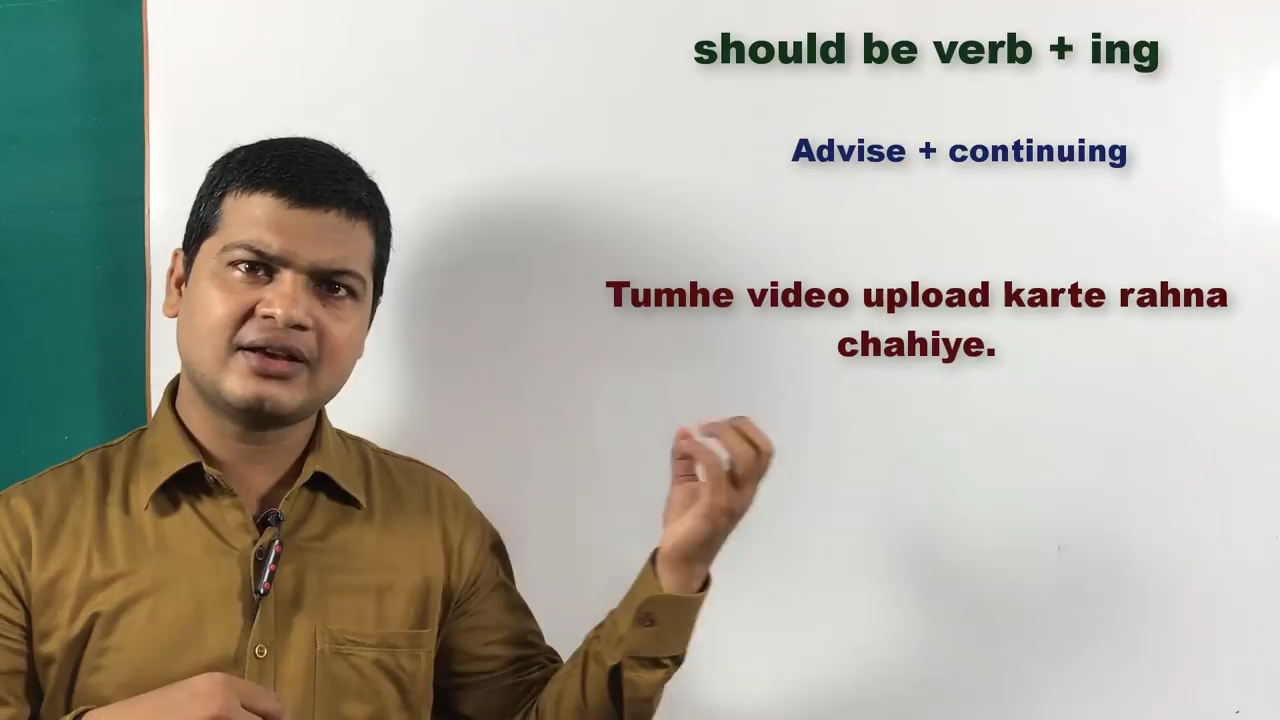 should be verb + ing
Advise + continuing
Tumhe video upload karte rahna
chahiye.